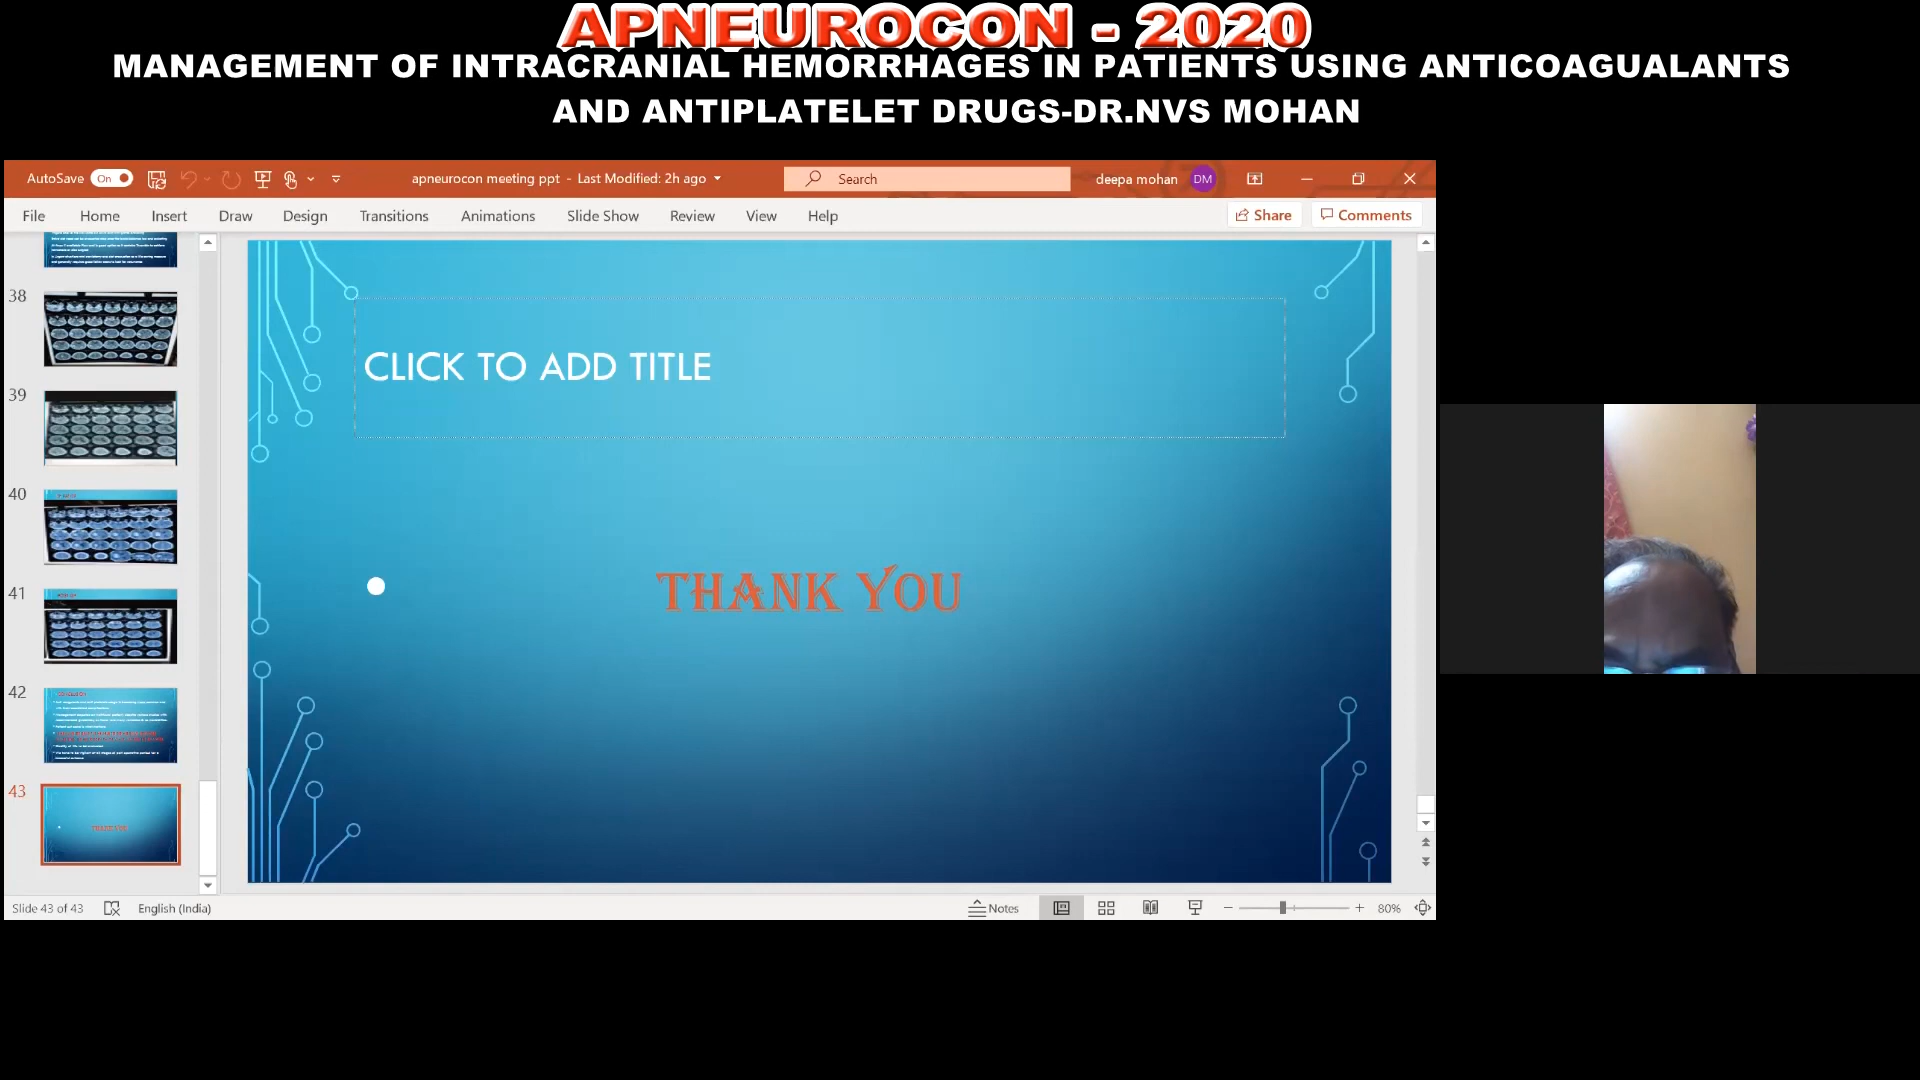 APNEUROCON - 2020
MANAGEMENT OF INTRACRANIAL HEMORRHAGES IN PATIENTS USING ANTICOAGUALANTS
AND ANTIPLATELET DRUGS-DR.NVS MOHAN
AutoSave On
apneurocon meeting ppt - Last Modified: 2h ago
Search
deepa mohan DM
File Home Insert Draw Design Transitions Animations Slide Show Review View Help
Share Comments
38
39
40
41
42
CONCLUSION
43
THANK YOU
CLICK TO ADD TITLE
THANK YOU
Slide 43 of 43 English (India)
Notes
80%